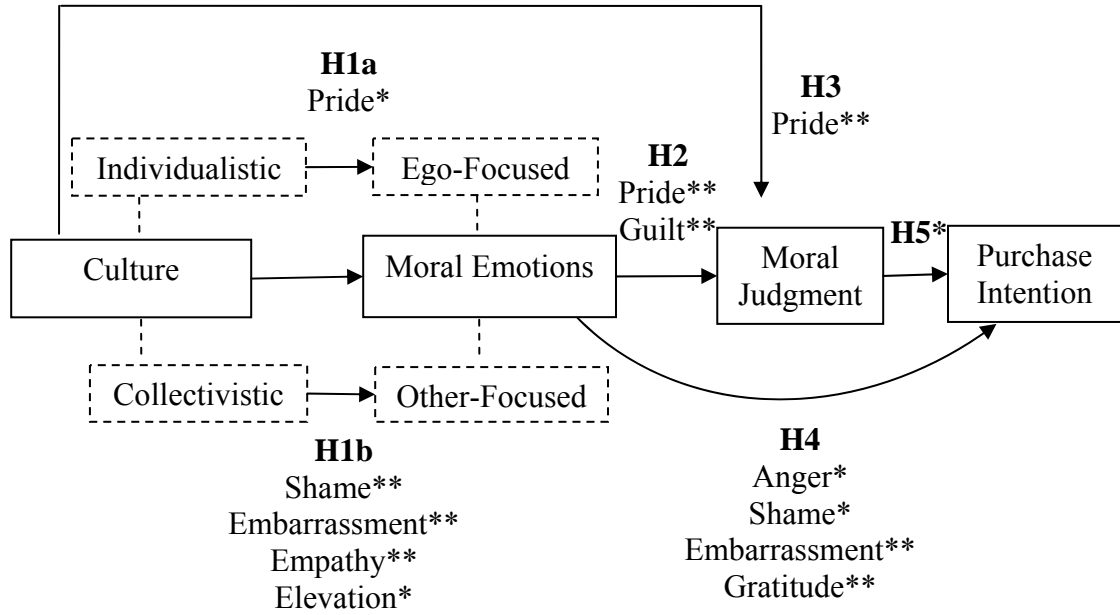 H1a
Pride*
H3
Pride**
Individualistic
Ego-Focused
H2
Pride**
Guilt**
H5*
Culture
Moral Emotions
Moral
Judgment
Purchase
Intention
Collectivistic
Other-Focused
H1b
Shame**
Embarrassment**
Empathy**
Elevation*
H4
Anger*
Shame*
Embarrassment**
Gratitude**